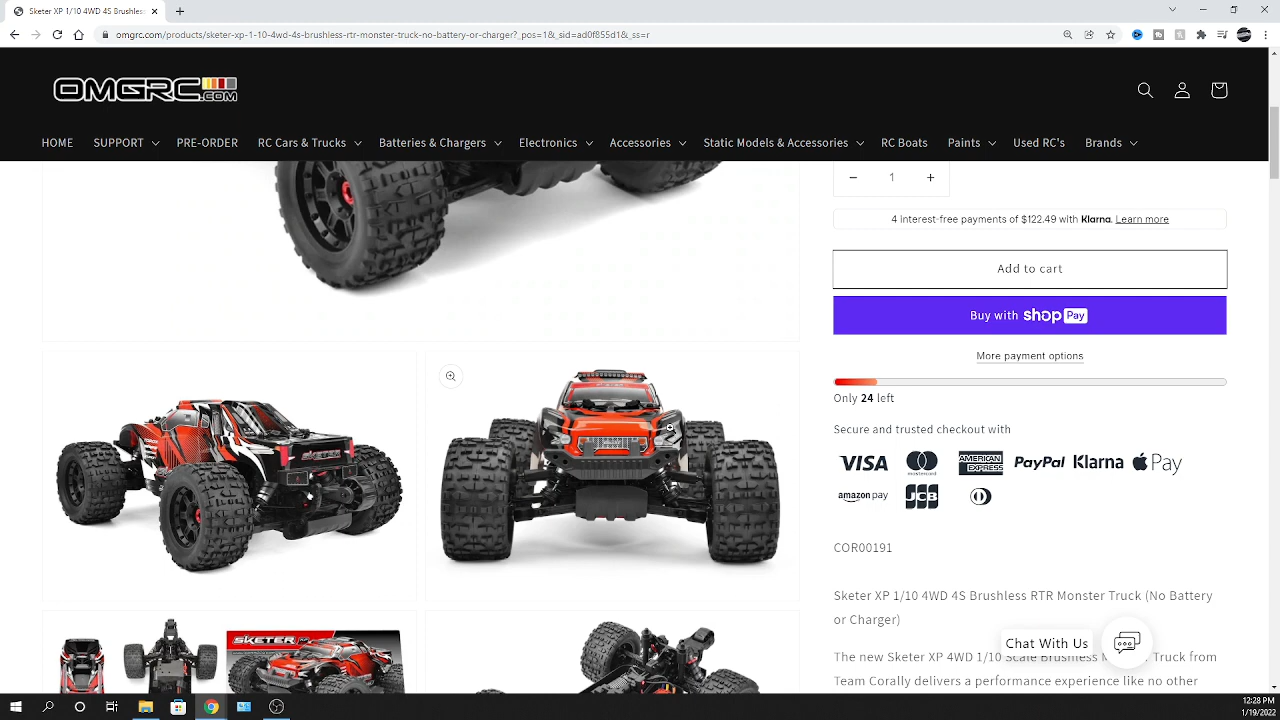 Sketer XP 1/10 4WD 4S Brushless
omgrc.com/products/sketer-xp-1-10-4wd-4s-brushless-rtr-monster-truck-no-battery-or-charger?_pos=1&_sid=ad0f855d1&_ss=r
OMGRC.COM
HOME
SUPPORT
PRE-ORDER
RC Cars & Trucks
Batteries & Chargers
Electronics
Accessories
Static Models & Accessories
RC Boats
Paints
Used RC's
Brands
− 1 +
4 interest-free payments of $122.49 with Klarna. Learn more
Add to cart
Buy with shop Pay
More payment options
Only 24 left
Secure and trusted checkout with
VISA
mastercard
AMERICAN EXPRESS
PayPal
Klarna
Pay
amazon pay
JCB
COR00191
Sketer XP 1/10 4WD 4S Brushless RTR Monster Truck (No Battery
or Charger)
The new Sketer XP 4WD 1/10 Scale Brushless Truck from
Team Corally delivers a performance experience like no other
Chat With Us
SKETER
SKETER
12:28 PM
1/19/2022